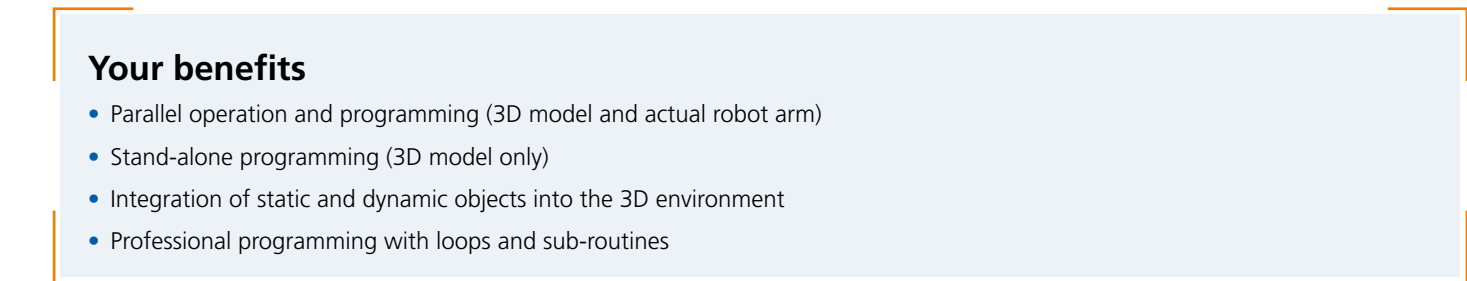 Your benefits
• Parallel operation and programming (3D model and actual robot arm)
• Stand-alone programming (3D model only)
• Integration of static and dynamic objects into the 3D environment
• Professional programming with loops and sub-routines